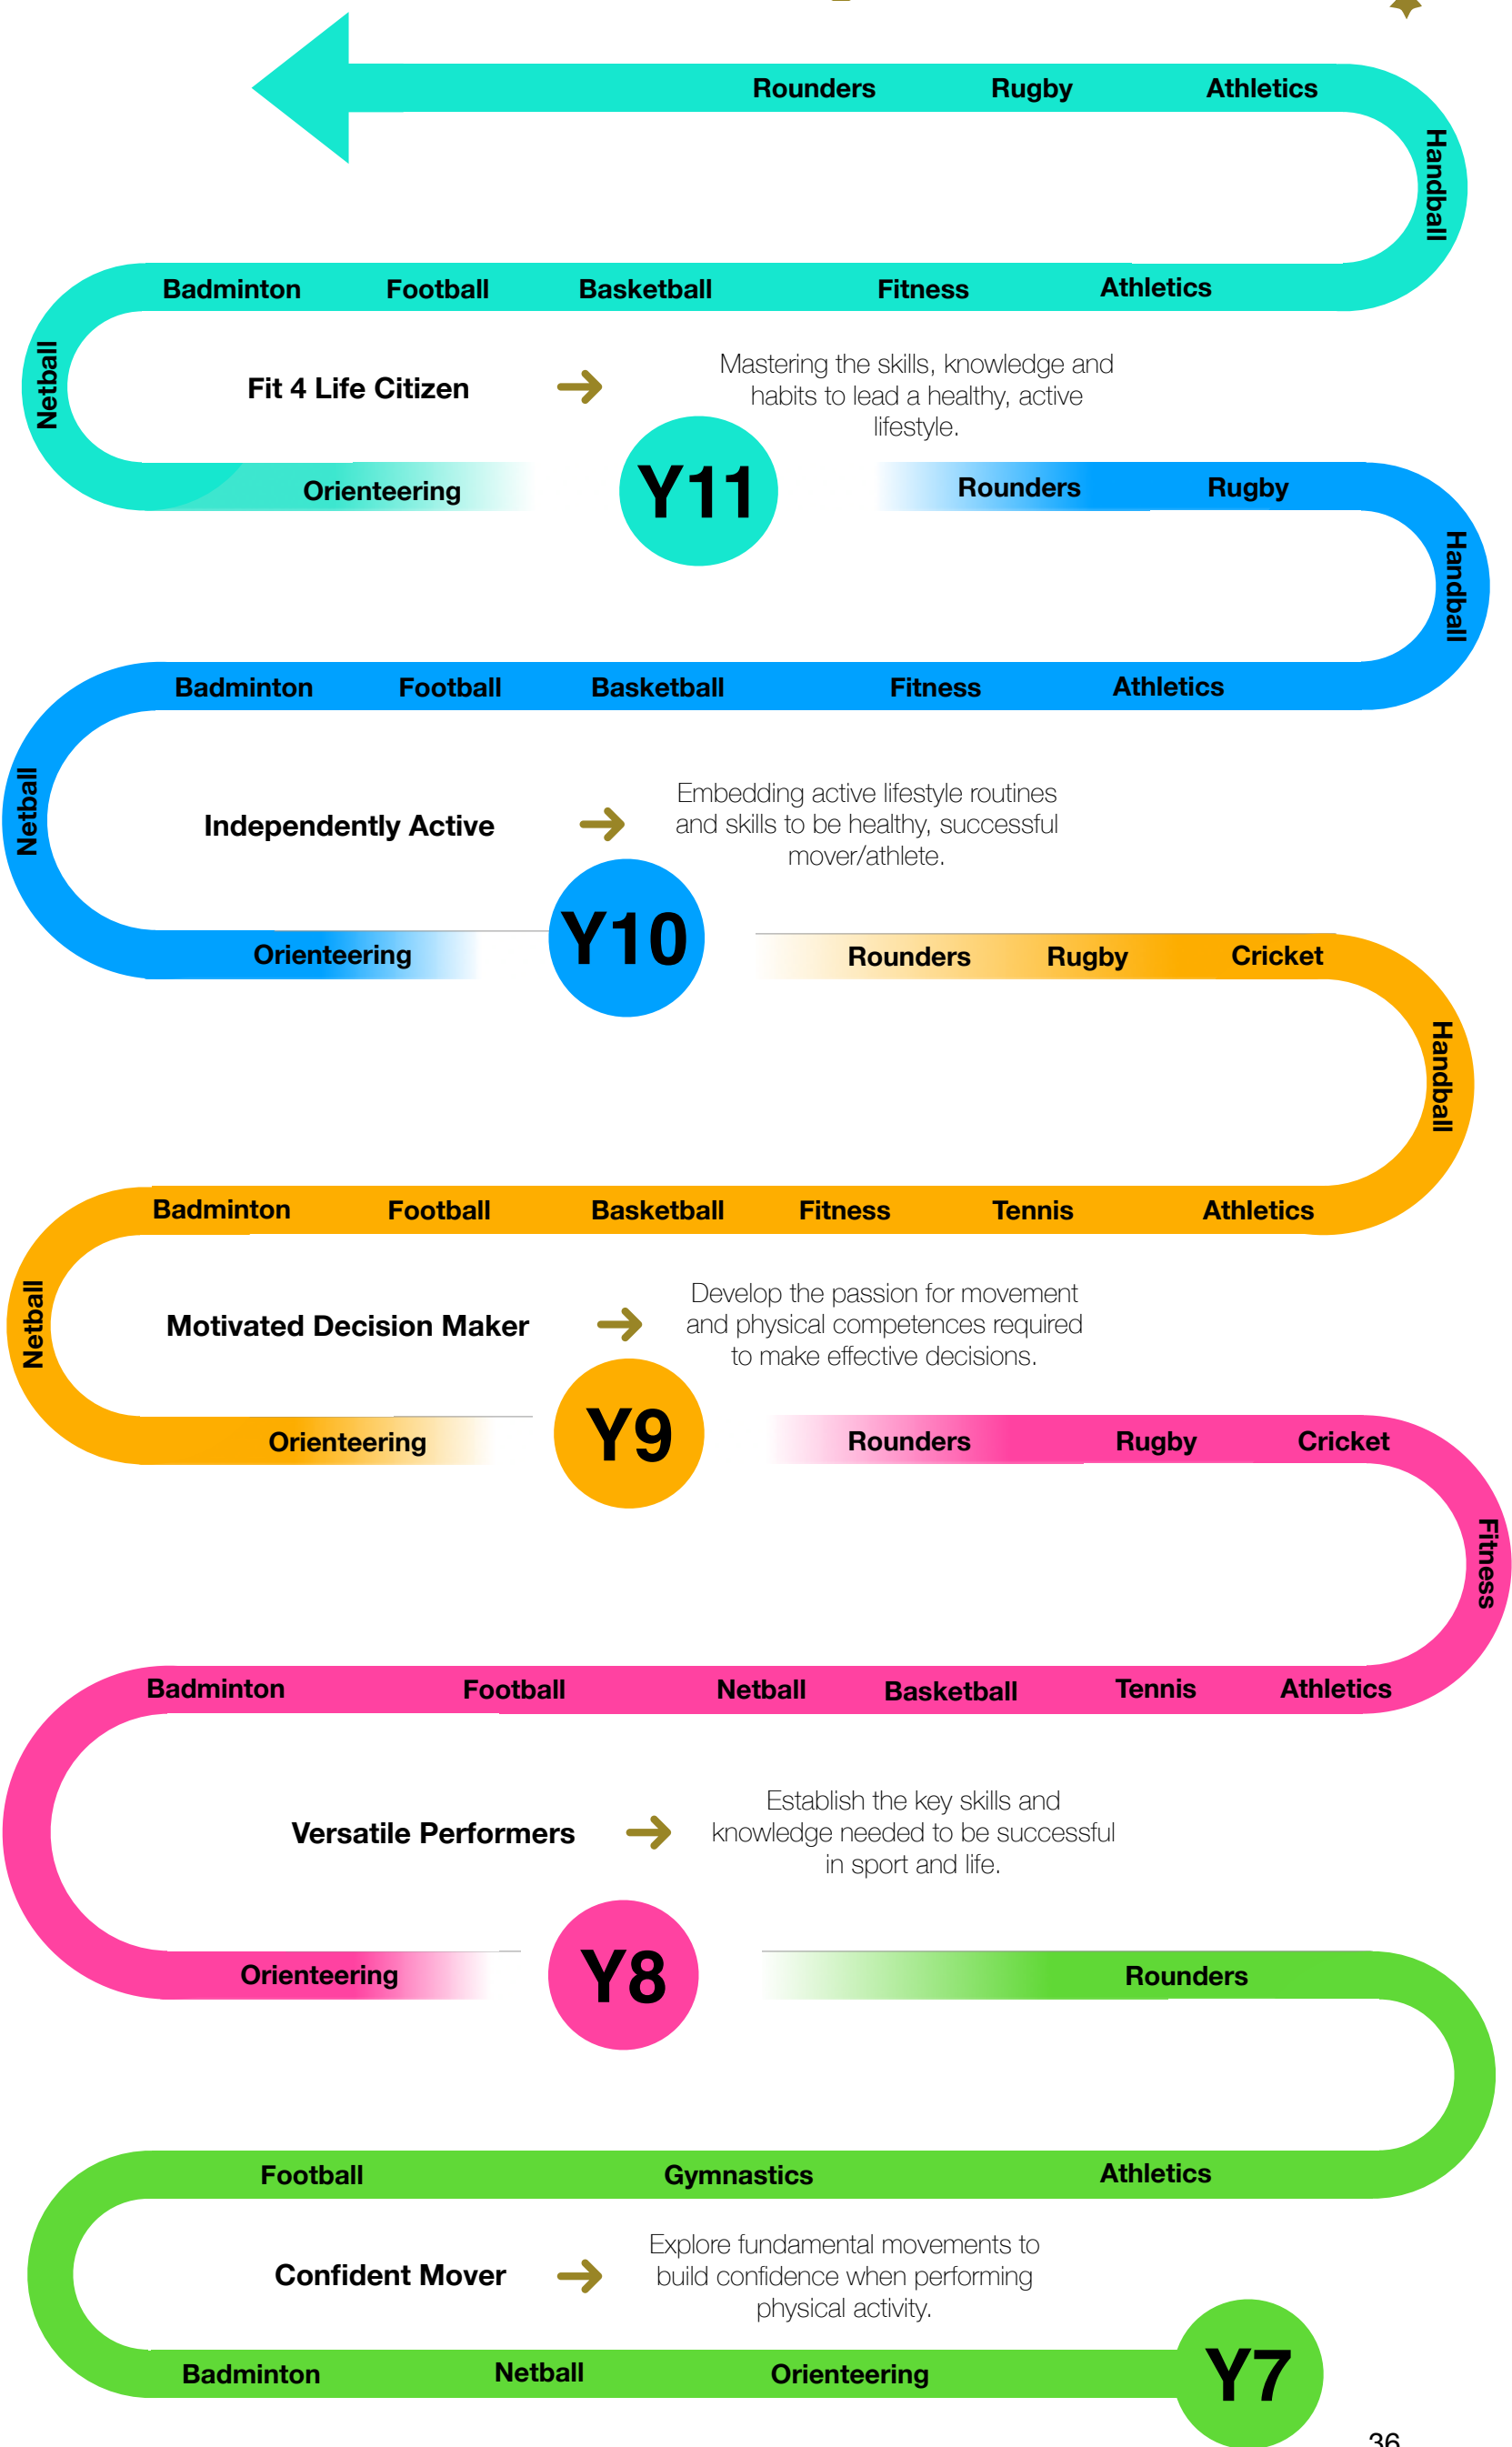 Rounders Rugby Athletics
Handball
Badminton Football Basketball Fitness Athletics
Netball
Fit 4 Life Citizen
Mastering the skills, knowledge and
habits to lead a healthy, active
lifestyle.
Orienteering
Y11
Rounders Rugby
Handball
Badminton Football Basketball Fitness Athletics
Netball
Independently Active
Embedding active lifestyle routines
and skills to be healthy, successful
mover/athlete.
Orienteering
Y10
Rounders Rugby Cricket
Handball
Badminton Football Basketball Fitness Tennis Athletics
Netball
Motivated Decision Maker
Develop the passion for movement
and physical competences required
to make effective decisions.
Orienteering
Y9
Rounders Rugby Cricket
Fitness
Badminton Football Netball Basketball Tennis Athletics
Versatile Performers
Establish the key skills and
knowledge needed to be successful
in sport and life.
Orienteering
Y8
Rounders
Football Gymnastics Athletics
Confident Mover
Explore fundamental movements to
build confidence when performing
physical activity.
Badminton Netball Orienteering
Y7
36